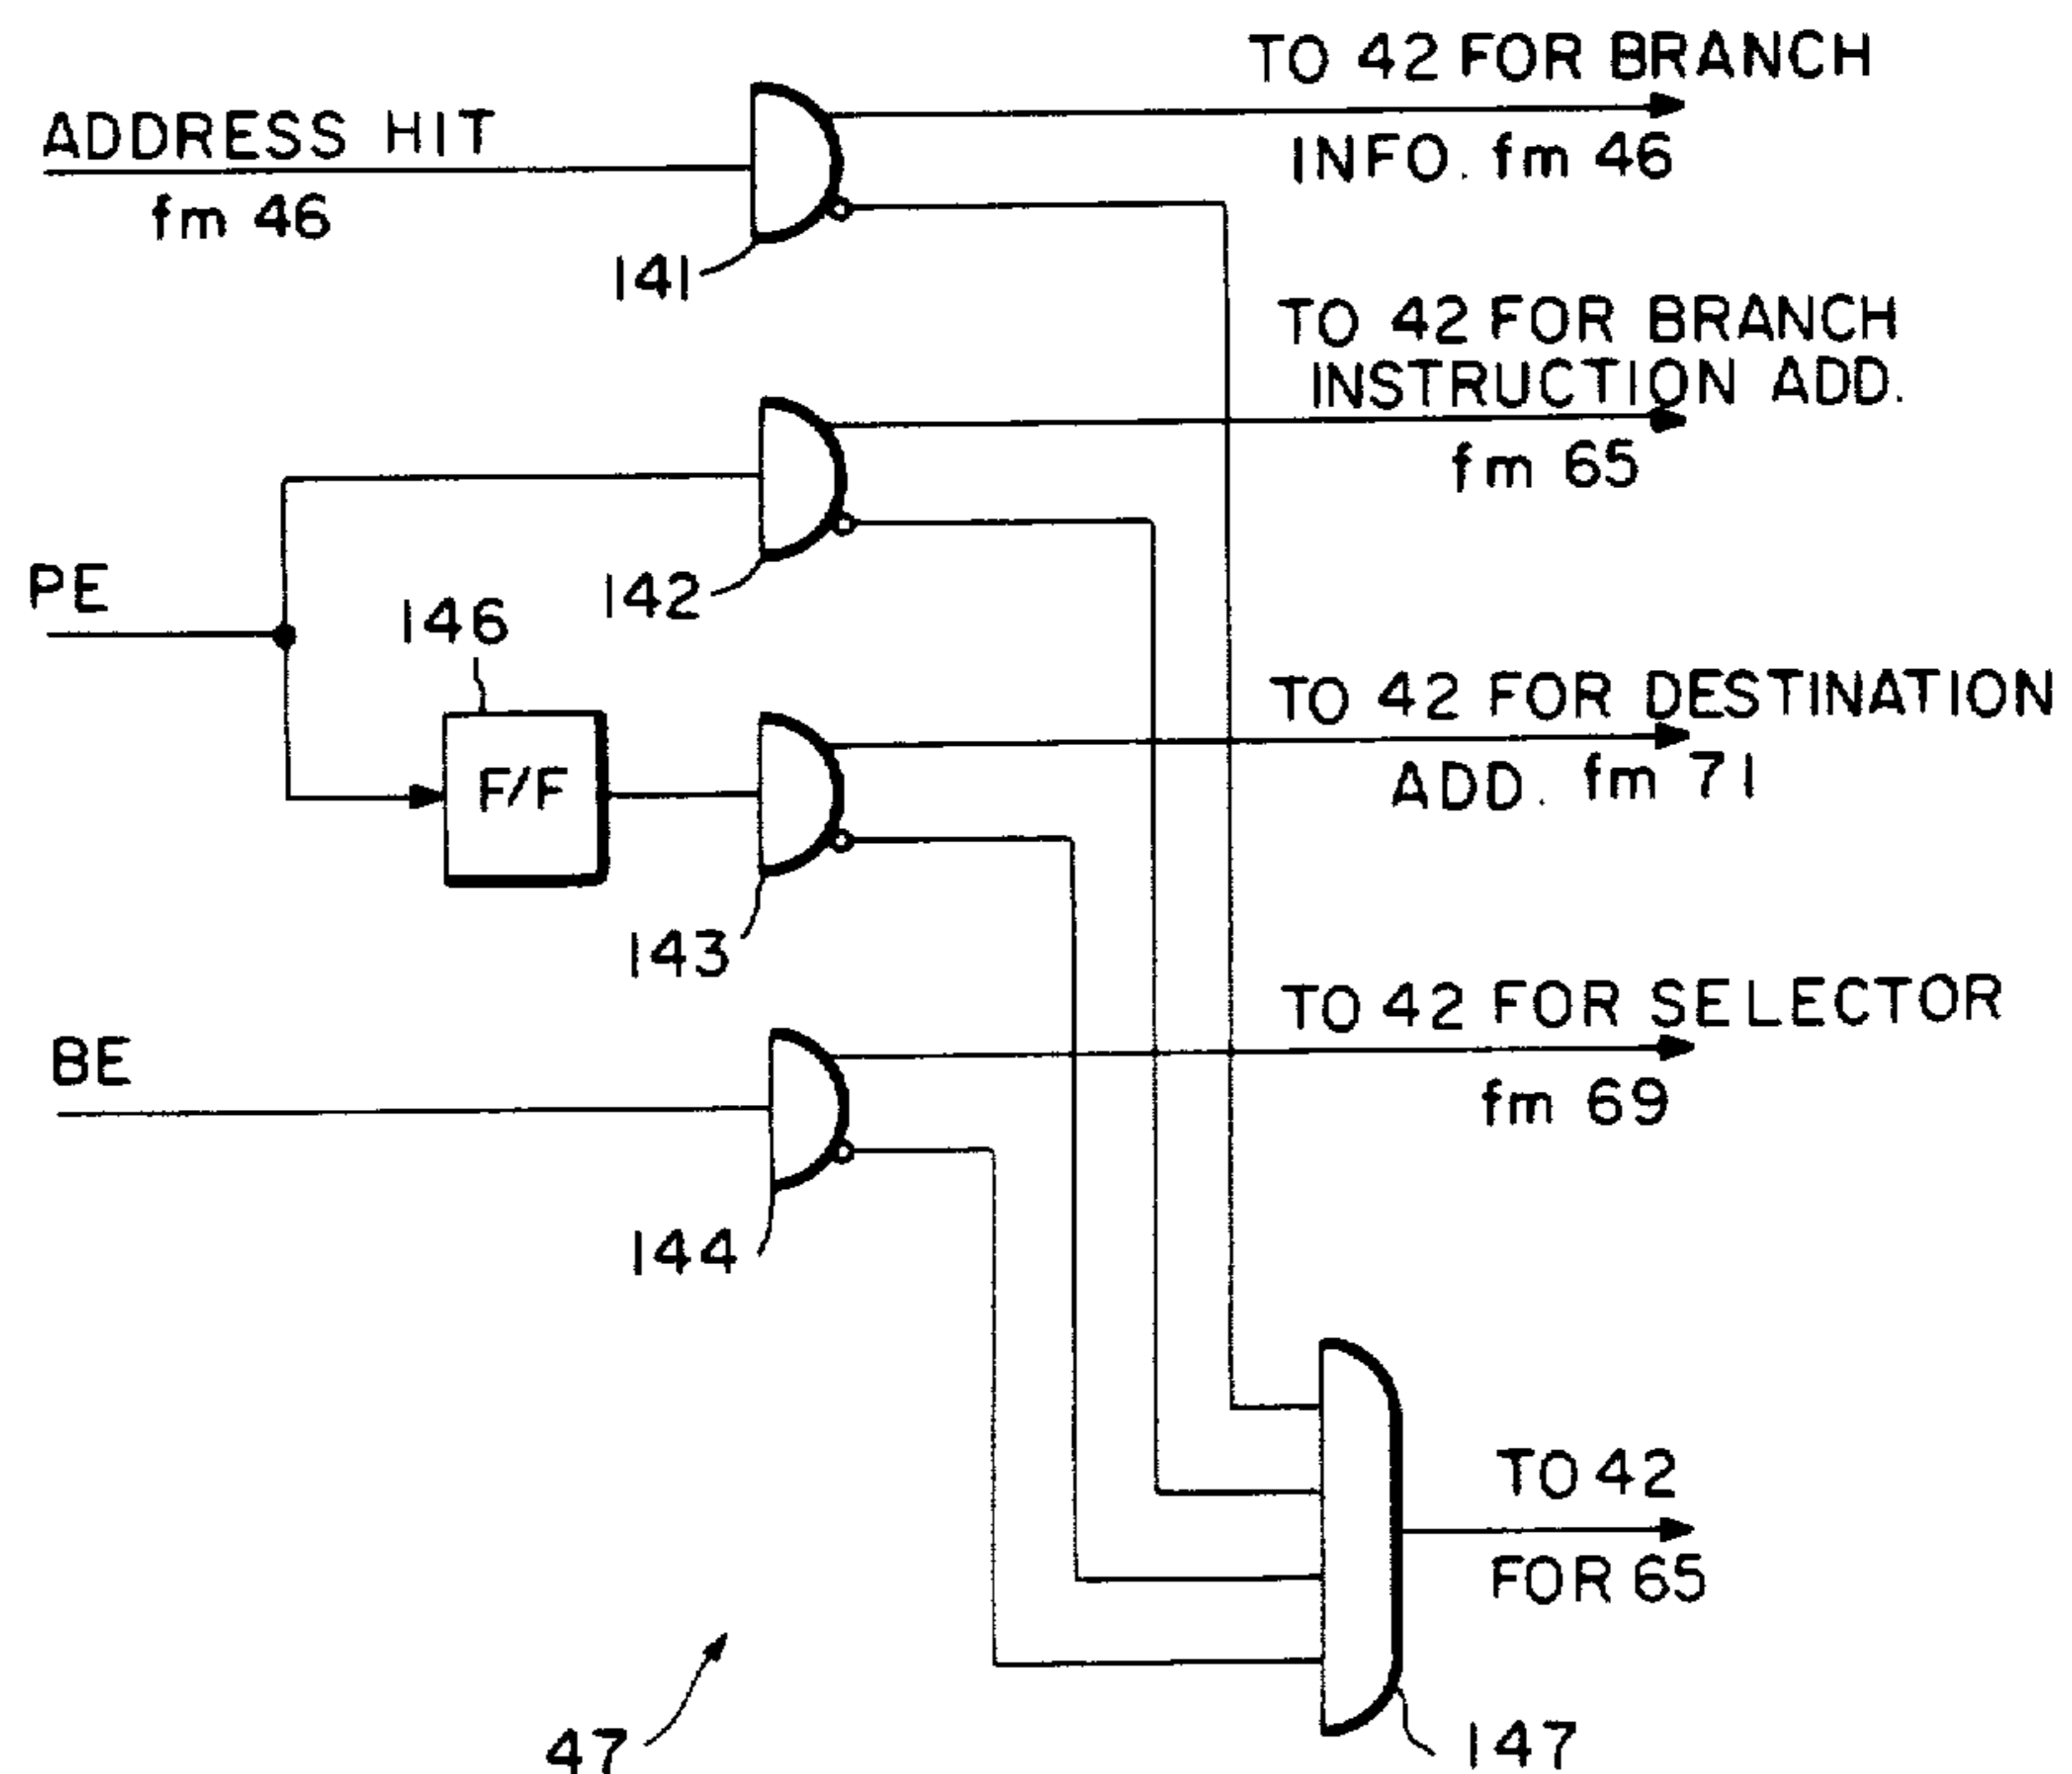 TO 42 FOR BRANCH
ADDRESS HIT
INFO. fm 46
fm 46
141
TO 42 FOR BRANCH
INSTRUCTION ADD.
fm 65
PE
142
146
TO 42 FOR DESTINATION
F/F
ADD. fm 71
143
TO 42 FOR SELECTOR
BE
fm 69
144
TO 42
FOR 65
47
147